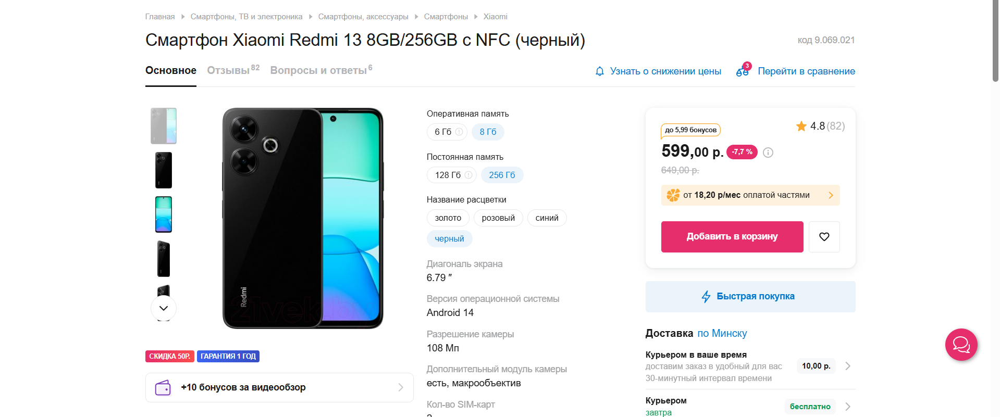 Главная Смартфоны, ТВ и электроника Смартфоны, аксессуары Смартфоны Xiaomi
Смартфон Xiaomi Redmi 13 8GB/256GB с NFC (черный)
код 9.069.021
Основное Отзывы 82 Вопросы и ответы 6
Узнать о снижении цены
3
Перейти в сравнение
Redmi
21vek.by
СКИДКА 50Р. ГАРАНТИЯ 1 ГОД
+10 бонусов за видеообзор
Оперативная память
6 Гб 8 Гб
Постоянная память
128 Гб 256 Гб
Название расцветки
золото розовый синий
черный
Диагональ экрана
6.79 ″
Версия операционной системы
Android 14
Разрешение камеры
108 Мп
Дополнительный модуль камеры
есть, макрообъектив
Кол-во SIM-карт
до 5,99 бонусов
4.8 (82)
599,00 р. -7,7 %
649,00 р.
от 18,20 р/мес оплатой частями
Добавить в корзину
Быстрая покупка
Доставка по Минску
Курьером в ваше время
доставим заказ в удобный для вас
30-минутный интервал времени
10,00 р.
Курьером
завтра
бесплатно